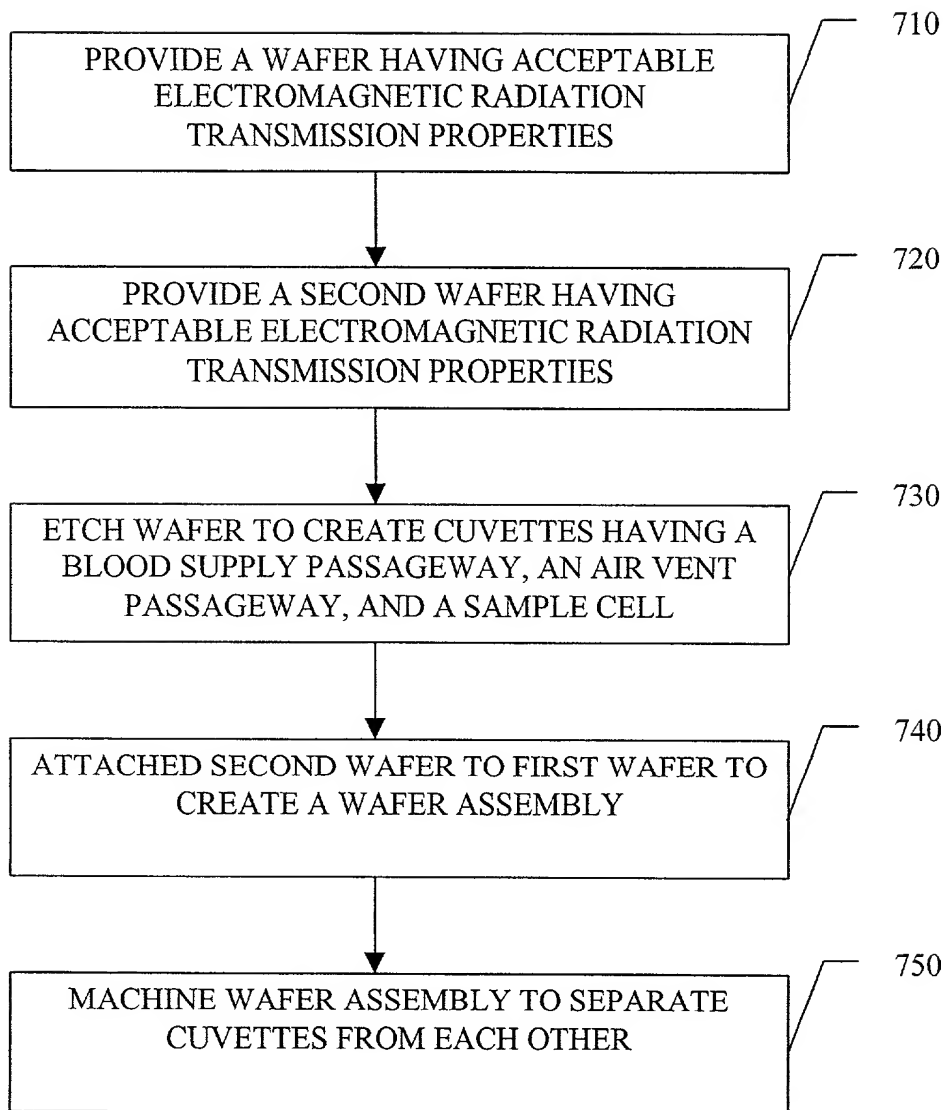 710
PROVIDE A WAFER HAVING ACCEPTABLE
ELECTROMAGNETIC RADIATION
TRANSMISSION PROPERTIES
720
PROVIDE A SECOND WAFER HAVING
ACCEPTABLE ELECTROMAGNETIC RADIATION
TRANSMISSION PROPERTIES
730
ETCH WAFER TO CREATE CUVETTES HAVING A
BLOOD SUPPLY PASSAGEWAY, AN AIR VENT
PASSAGEWAY, AND A SAMPLE CELL
740
ATTACHED SECOND WAFER TO FIRST WAFER TO
CREATE A WAFER ASSEMBLY
750
MACHINE WAFER ASSEMBLY TO SEPARATE
CUVETTES FROM EACH OTHER